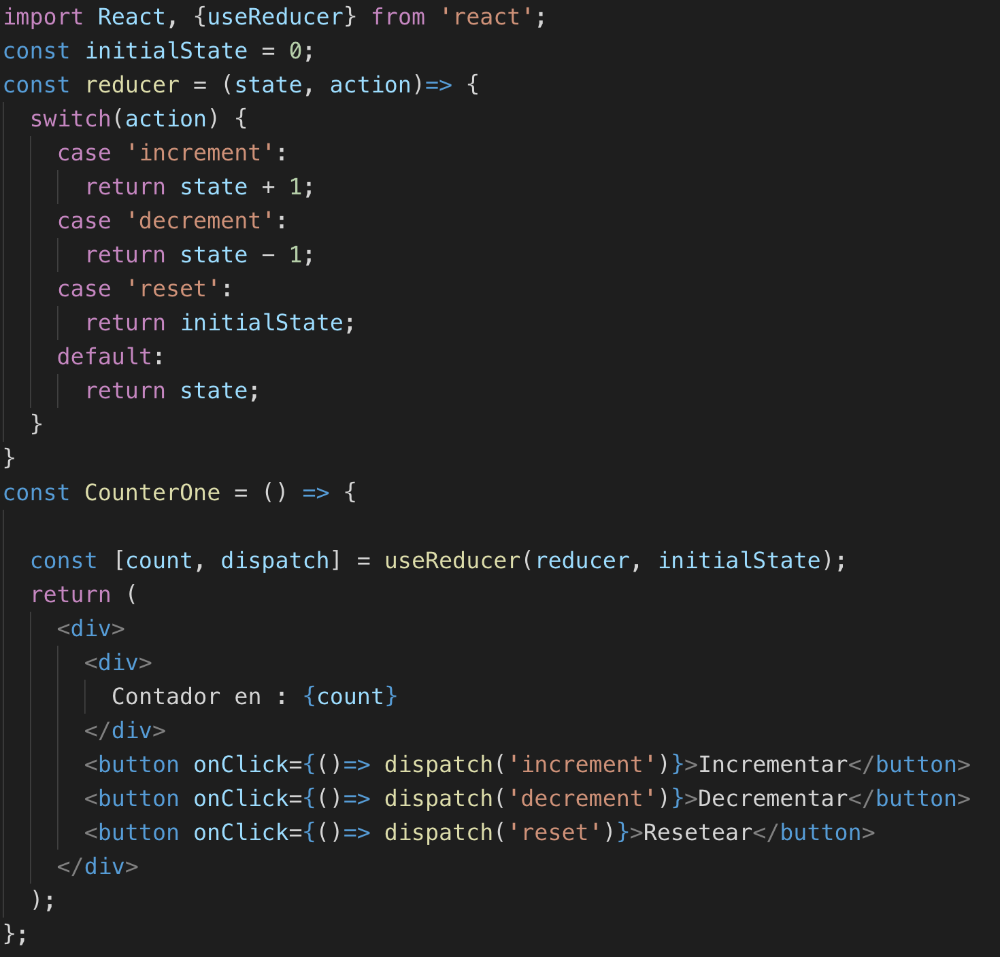 import React, {useReducer} from 'react';
const initialState = 0;
const reducer = (state, action)=> {
  switch(action) {
    case 'increment':
      return state + 1;
    case 'decrement':
      return state - 1;
    case 'reset':
      return initialState;
    default:
      return state;
  }
}
const CounterOne = () => {

  const [count, dispatch] = useReducer(reducer, initialState);
  return (
    <div>
      <div>
        Contador en : {count}
      </div>
      <button onClick={()=> dispatch('increment')}>Incrementar</button>
      <button onClick={()=> dispatch('decrement')}>Decrementar</button>
      <button onClick={()=> dispatch('reset')}>Resetear</button>
    </div>
  );
};